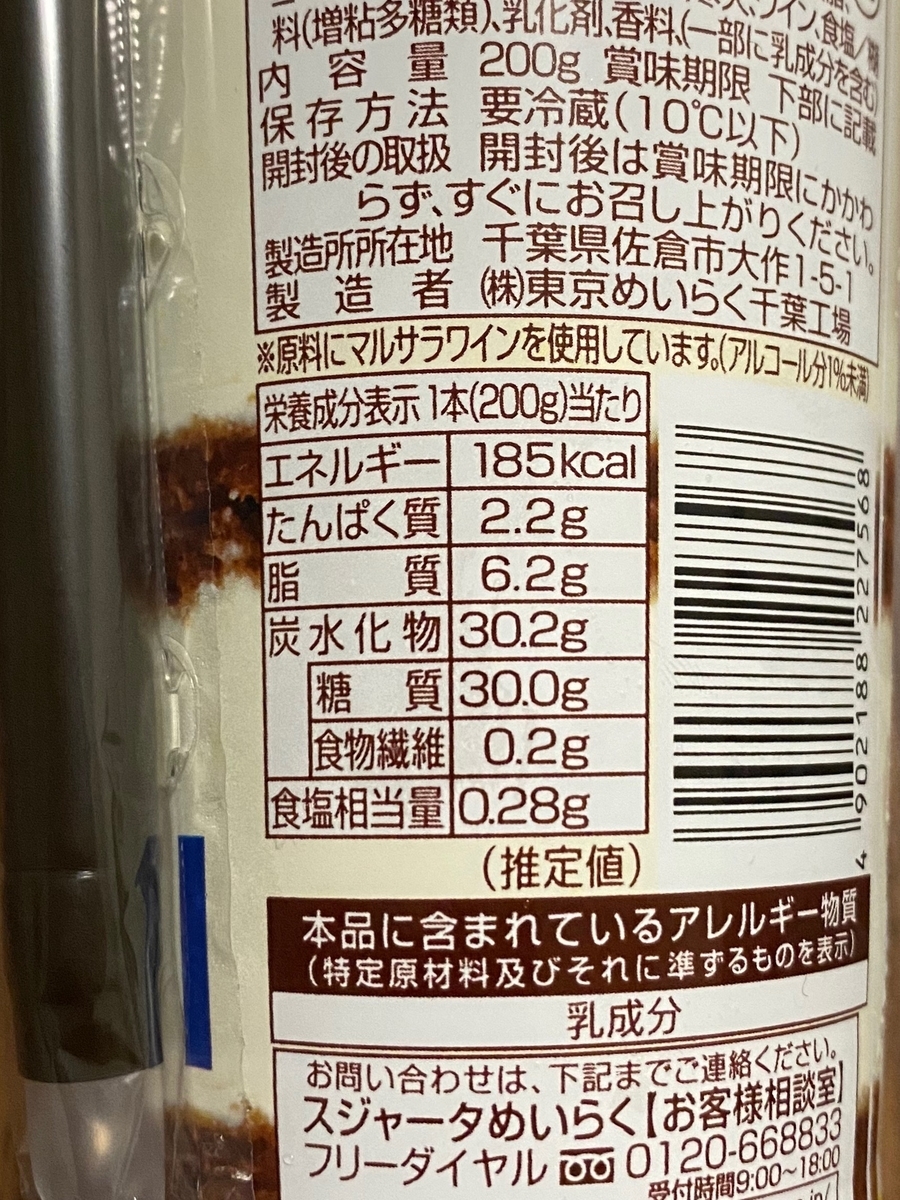 料(増粘多糖類)、乳化剤、香料、(一部に乳成分を含む)
内容量 200g 賞味期限 下部に記載
保存方法 要冷蔵(10℃以下)
開封後の取扱 開封後は賞味期限にかかわ
らず、すぐにお召し上がりください。
製造所所在地 千葉県佐倉市大作1-5-1
製造者 (株)東京めいらく千葉工場
※原料にマルサラワインを使用しています。(アルコール分1%未満)
栄養成分表示 1本(200g)当たり
エネルギー 185kcal
たんぱく質 2.2g
脂質 6.2g
炭水化物 30.2g
糖質 30.0g
食物繊維 0.2g
食塩相当量 0.28g
(推定値)
4 902188 227568
本品に含まれているアレルギー物質
(特定原材料及びそれに準ずるものを表示)
乳成分
お問い合わせは、下記までご連絡ください。
スジャータめいらく【お客様相談室】
フリーダイヤル 0120-668833
受付時間9:00~18:00